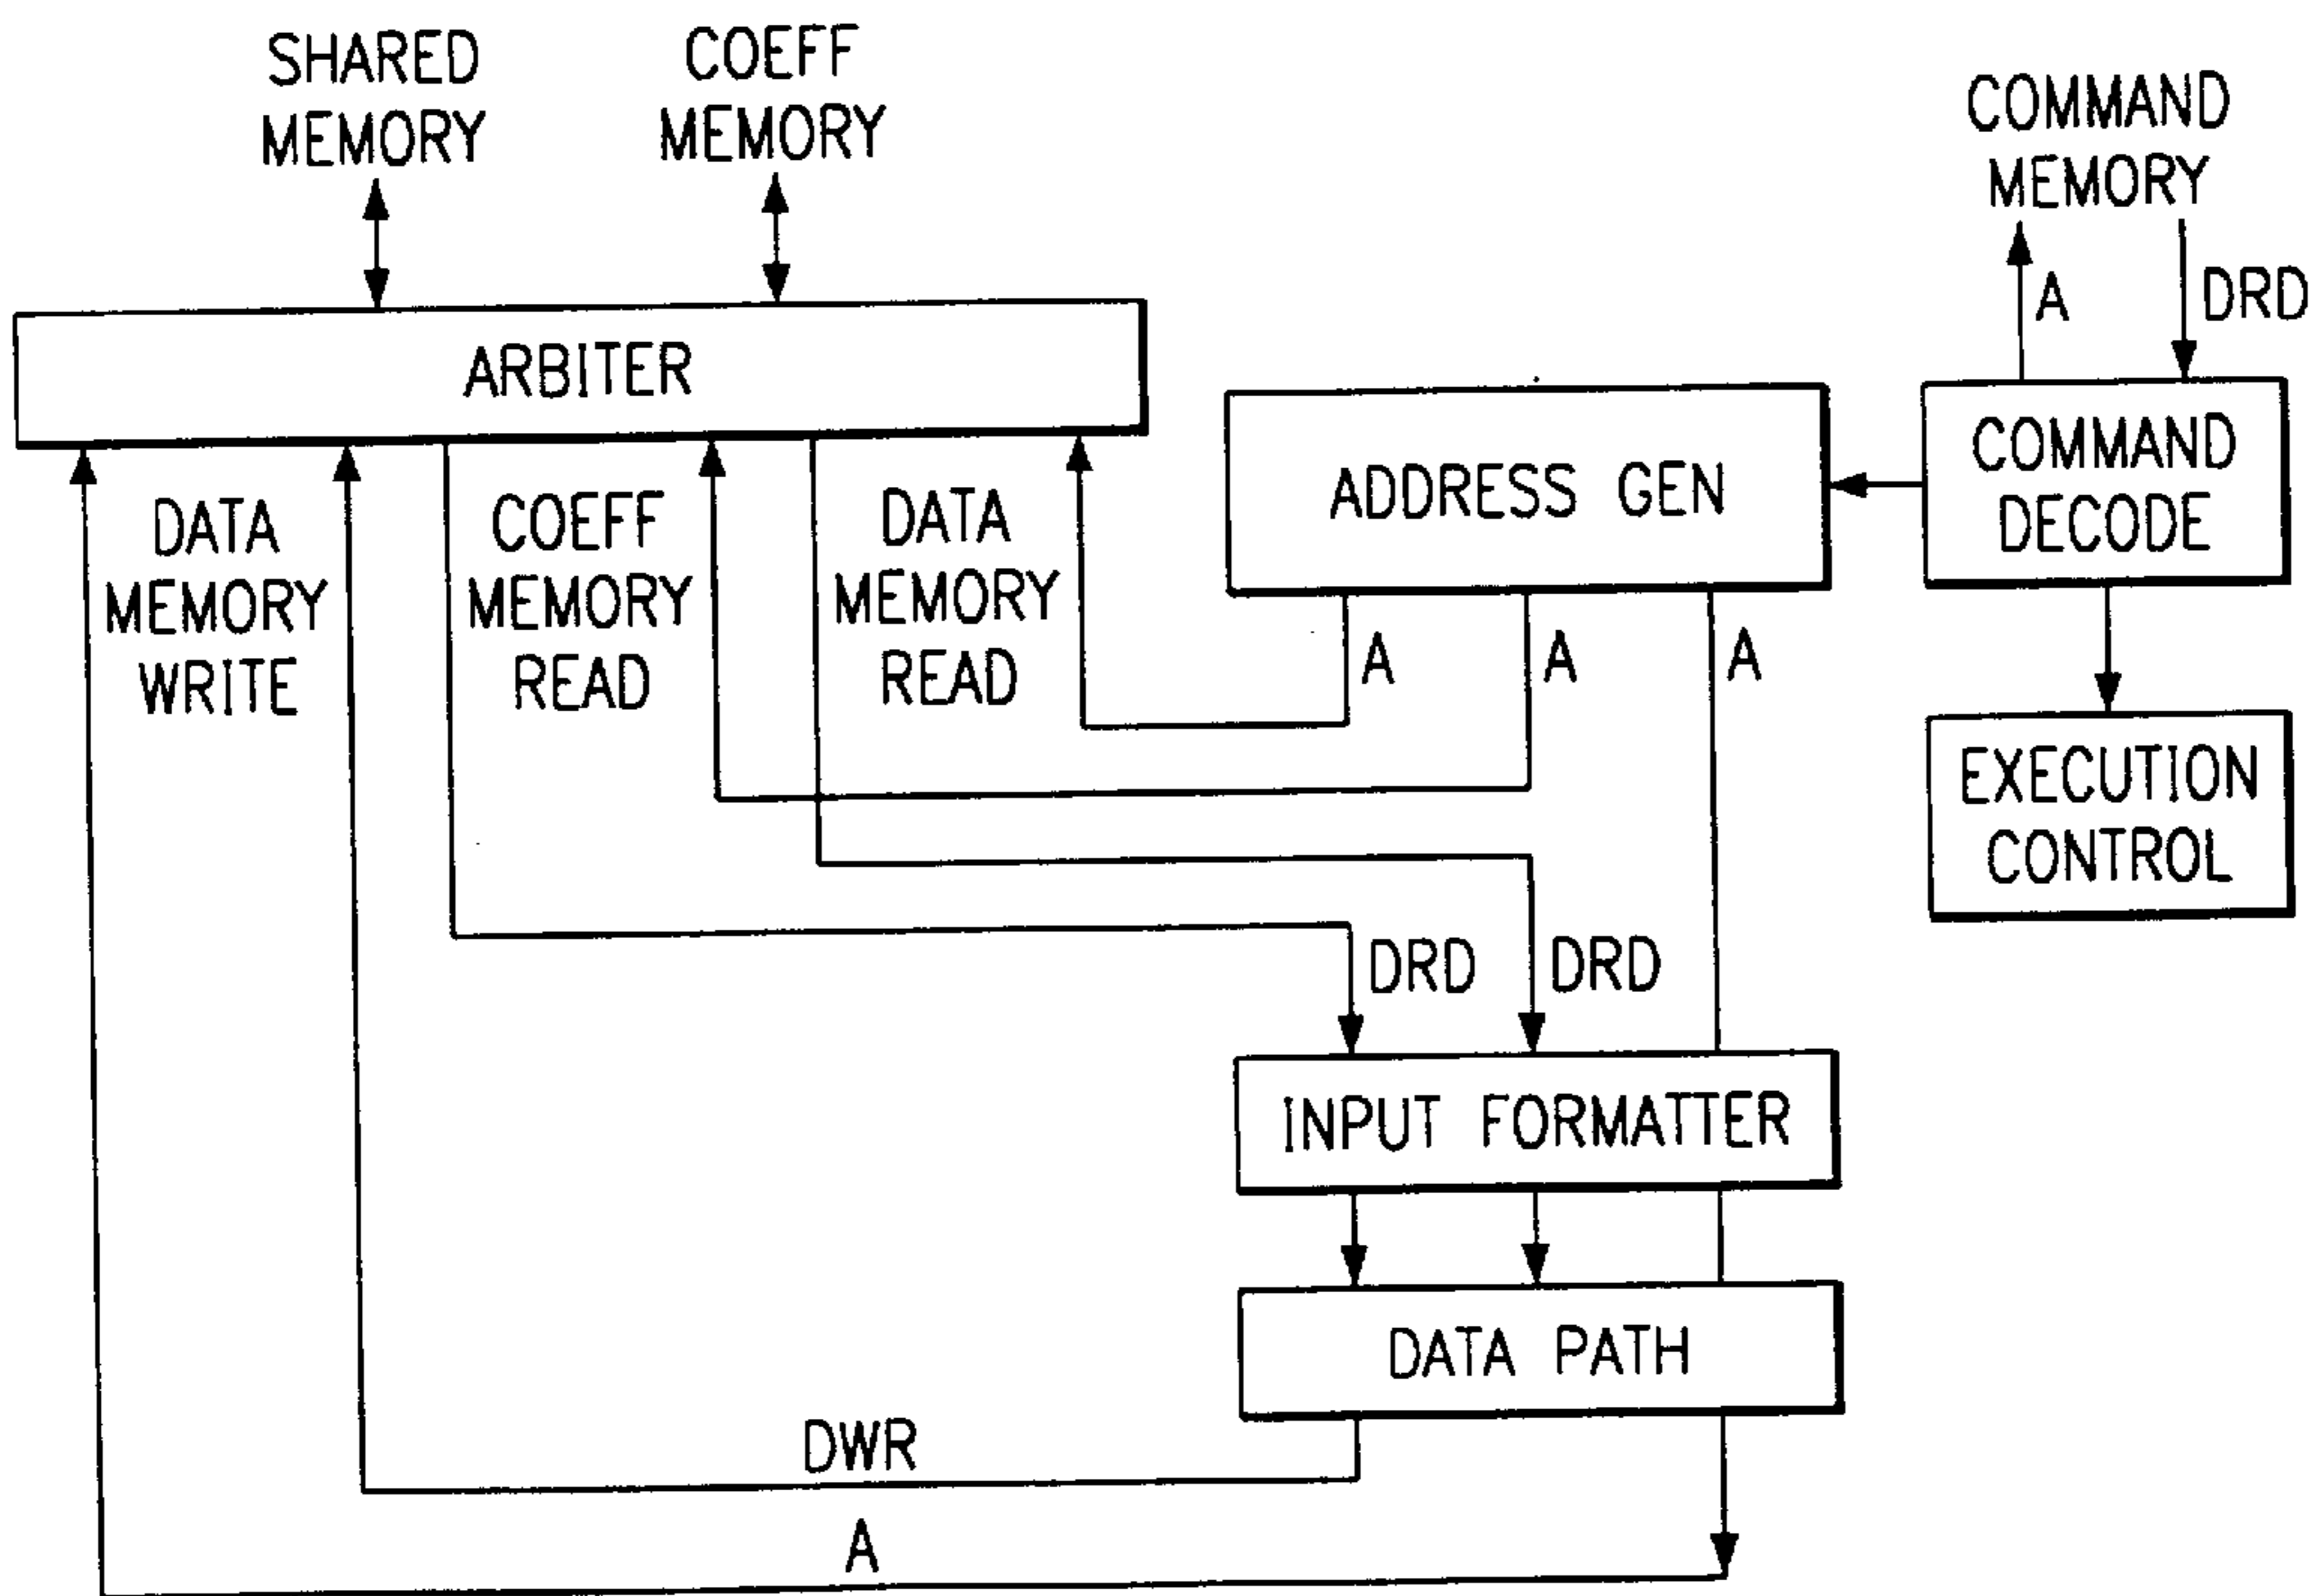 SHARED
MEMORY
COEFF
MEMORY
COMMAND
MEMORY
A
DRD
ARBITER
ADDRESS GEN
COMMAND
DECODE
DATA
MEMORY
WRITE
COEFF
MEMORY
READ
DATA
MEMORY
READ
A
A
A
EXECUTION
CONTROL
DRD
DRD
INPUT FORMATTER
DATA PATH
DWR
A